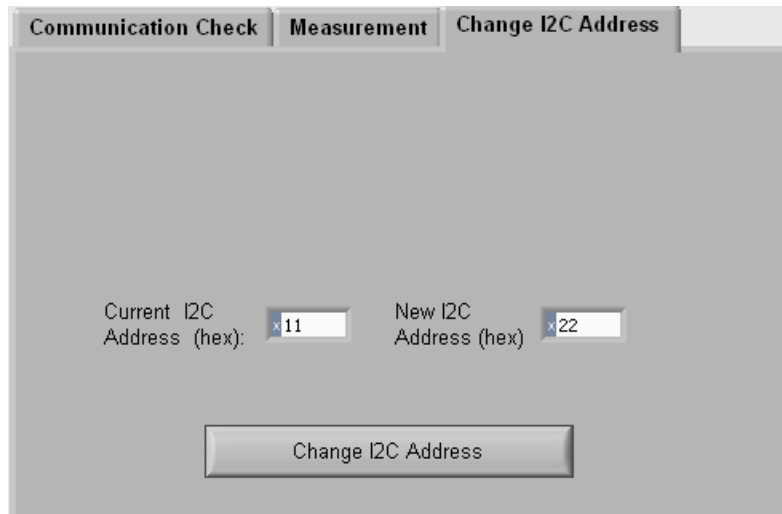 Communication Check Measurement Change I2C Address
Current I2C
Address (hex):
x 11
New I2C
Address (hex)
x 22
Change I2C Address